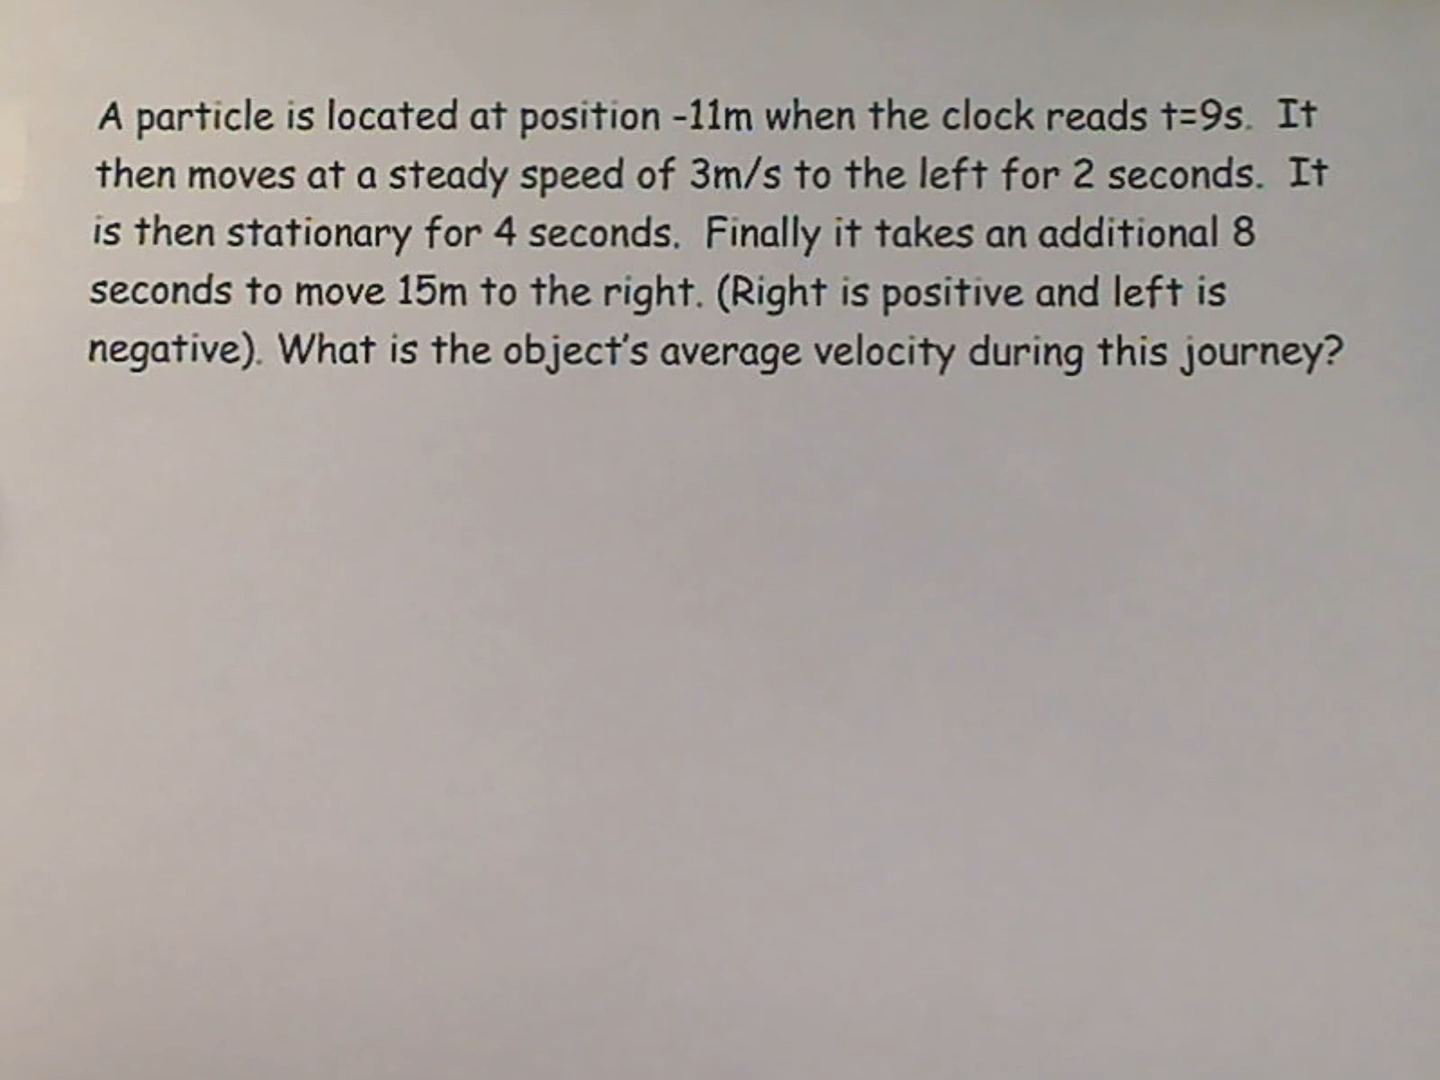 A particle is located at position -11m when the clock reads t=9s. It
then moves at a steady speed of 3m/s to the left for 2 seconds. It
is then stationary for 4 seconds. Finally it takes an additional 8
seconds to move 15m to the right. (Right is positive and left is
negative). What is the object's average velocity during this journey?